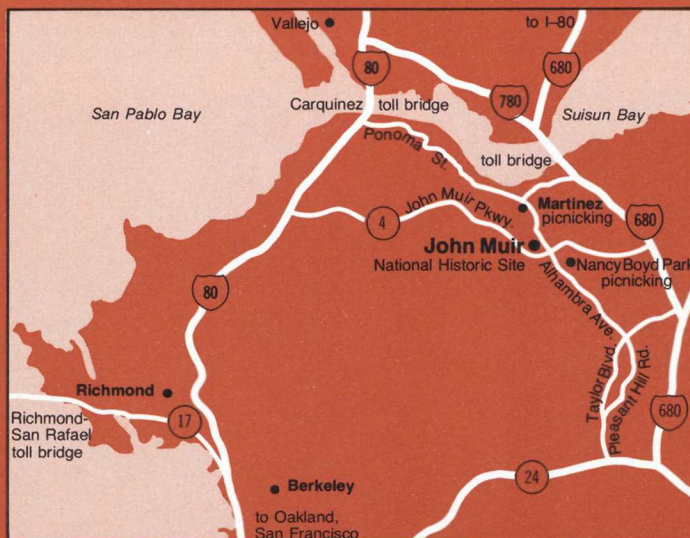 Vallejo
to I–80
80
680
780
San Pablo Bay
Carquinez toll bridge
Suisun Bay
Ponoma St.
toll bridge
Martinez
picnicking
4
John Muir Pkwy.
680
John Muir
National Historic Site
Nancy Boyd Park
picnicking
80
Alhambra Ave.
Taylor Blvd.
Pleasant Hill Rd.
Richmond
17
680
Richmond-
San Rafael
toll bridge
24
Berkeley
to Oakland,
San Francisco